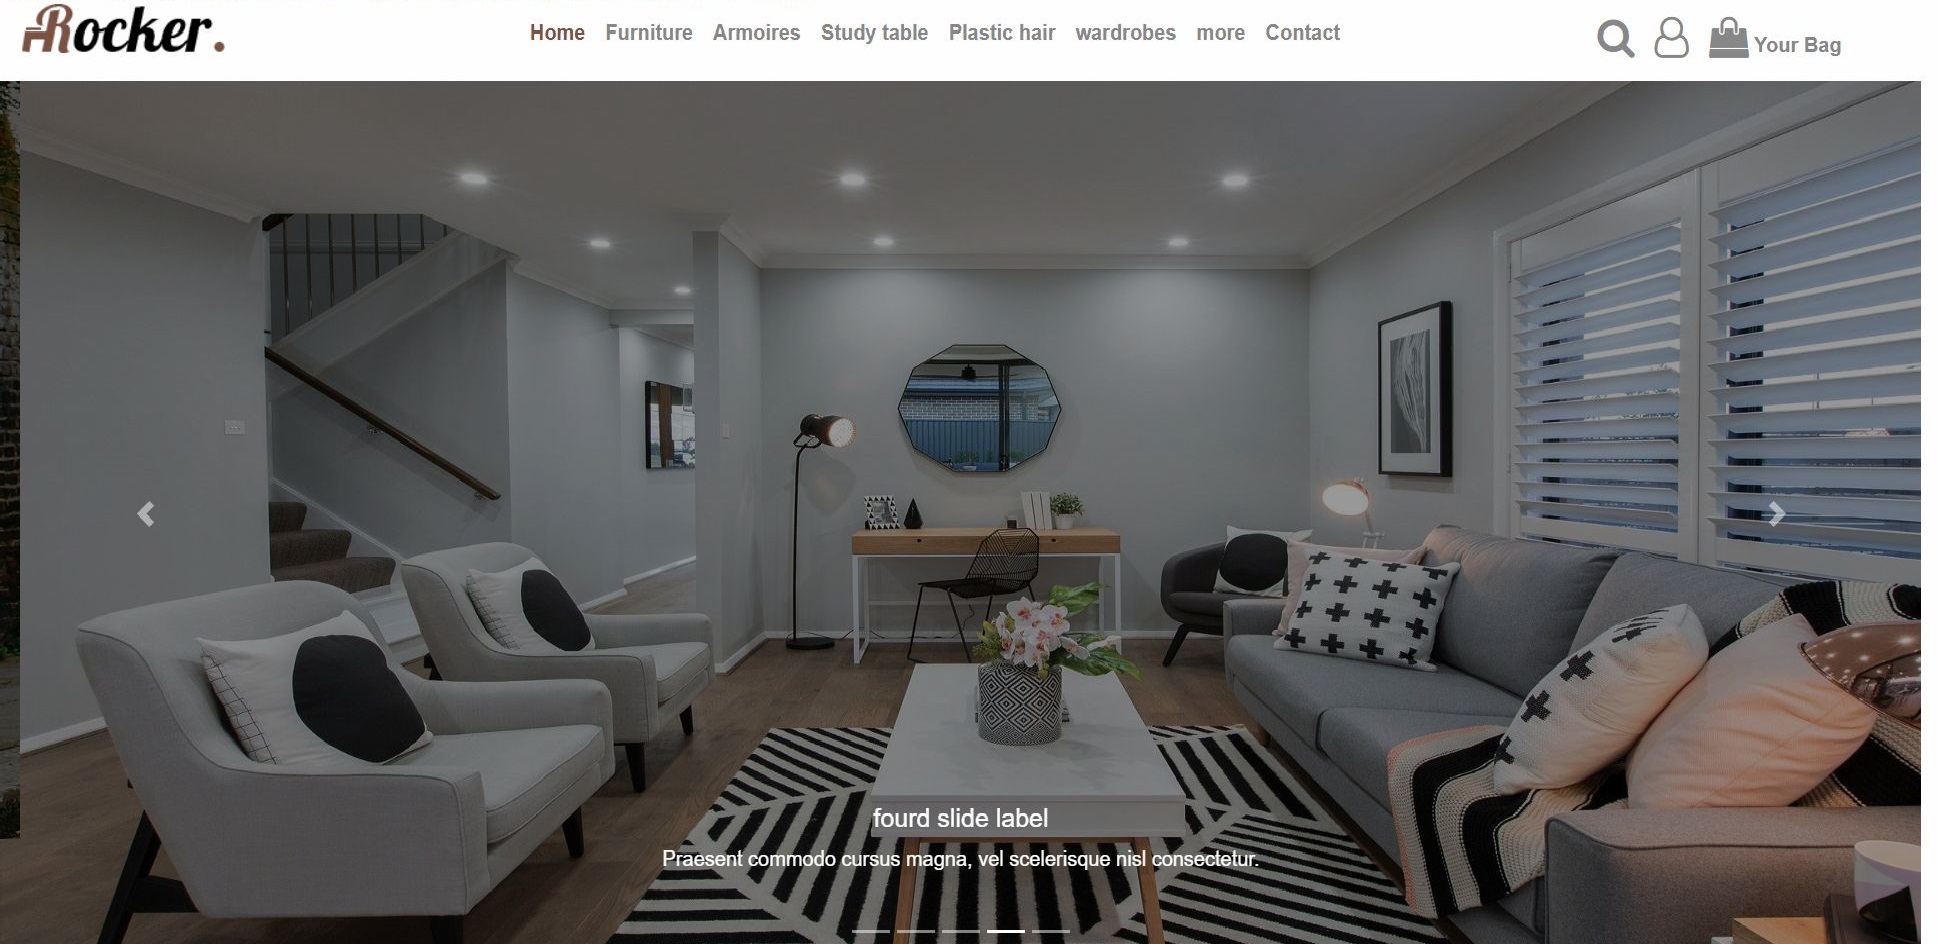 Rocker.
Home Furniture Armoires Study table Plastic hair wardrobes more Contact
Your Bag
fourd slide label
Praesent commodo cursus magna, vel scelerisque nisl consectetur.